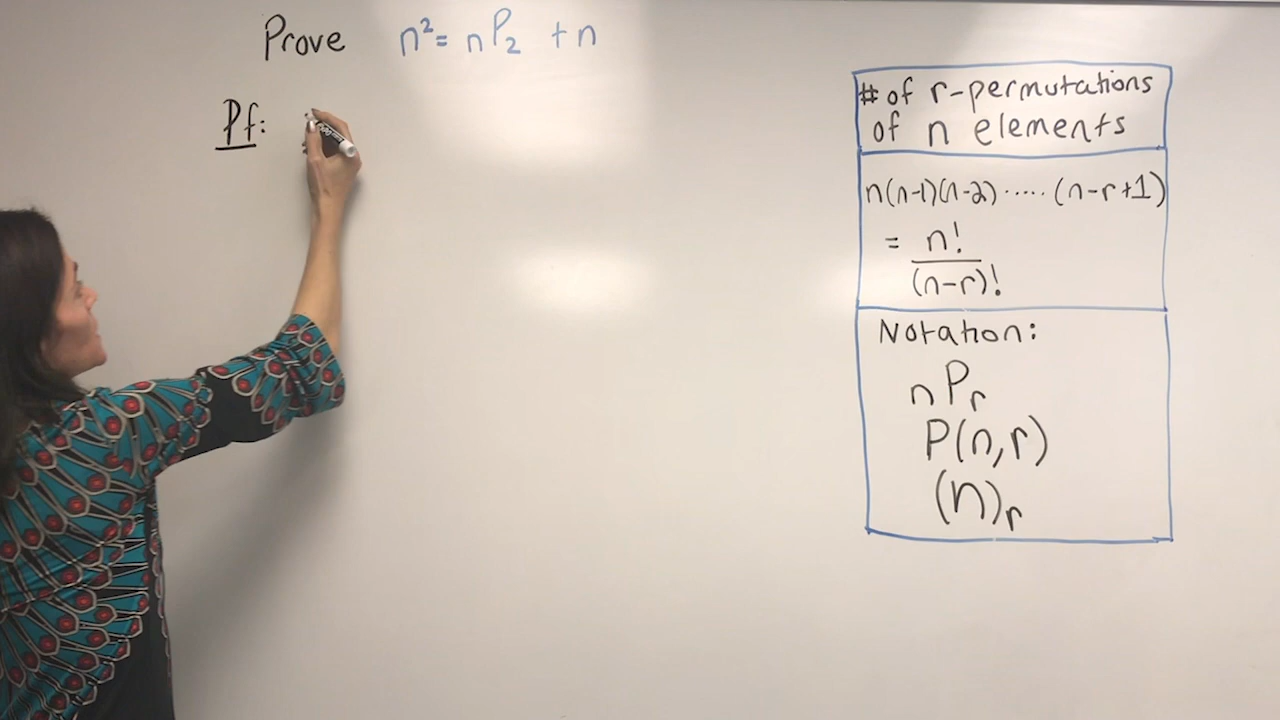 Prove n²= nP₂ + n
Pf:
# of r-permutations
of n elements
n(n-1)(n-2)·····(n-r+1)
= n!/(n-r)!
Notation:
nPᵣ
P(n,r)
(n)ᵣ